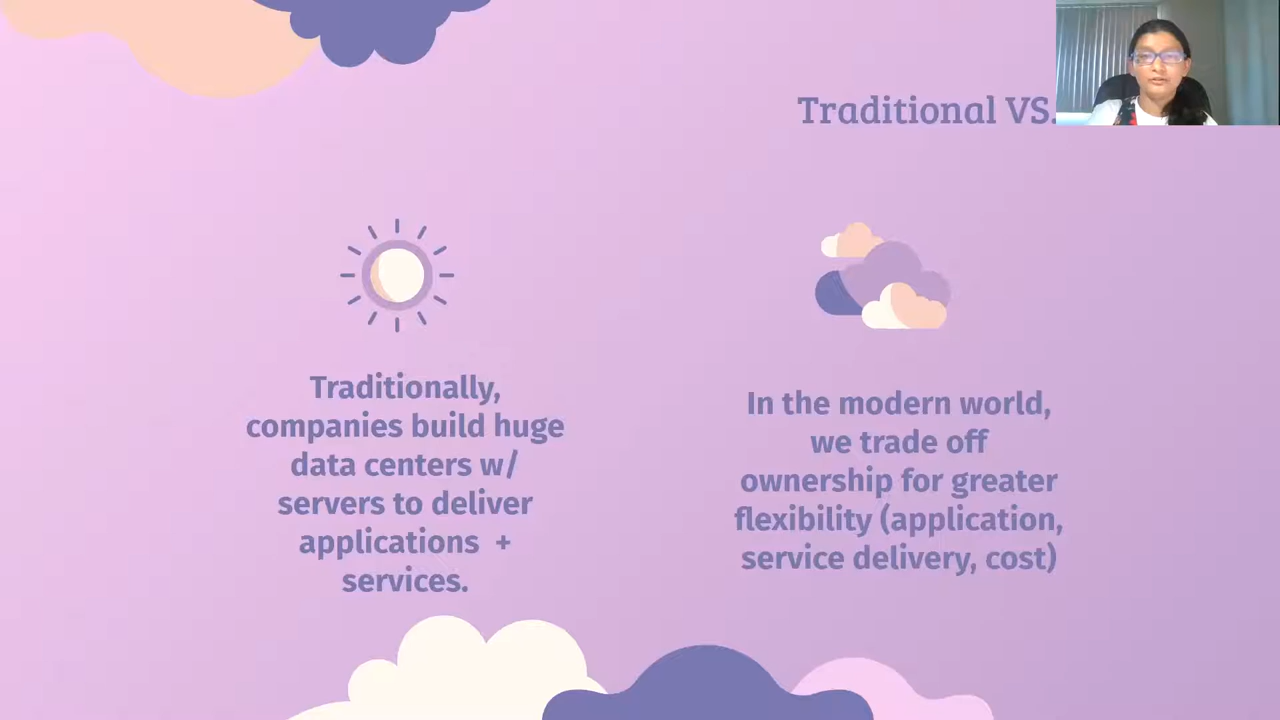 Traditional VS.
Traditionally,
companies build huge
data centers w/
servers to deliver
applications +
services.
In the modern world,
we trade off
ownership for greater
flexibility (application,
service delivery, cost)